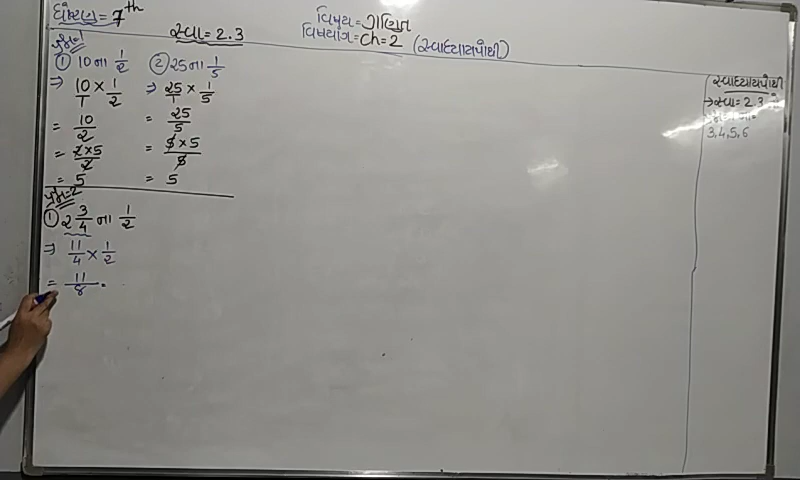 ધોરણ = 7th
સ્વા = 2.3
વિષય = ગણિત
વિષયાંગ = Ch = 2 (સ્વાધ્યાયપોથી)
પ્રશ્ન = 1
① 10 ના 1/2
⇒ 10/1 × 1/2
= 10/2
= 2×5/2
= 5
② 25 ના 1/5
⇒ 25/1 × 1/5
= 25/5
= 5×5/5
= 5
પ્રશ્ન = 2
① 2 3/4 ના 1/2
⇒ 11/4 × 1/2
= 11/8
સ્વાધ્યાયપોથી
→ સ્વા = 2.3
3,4,5,6